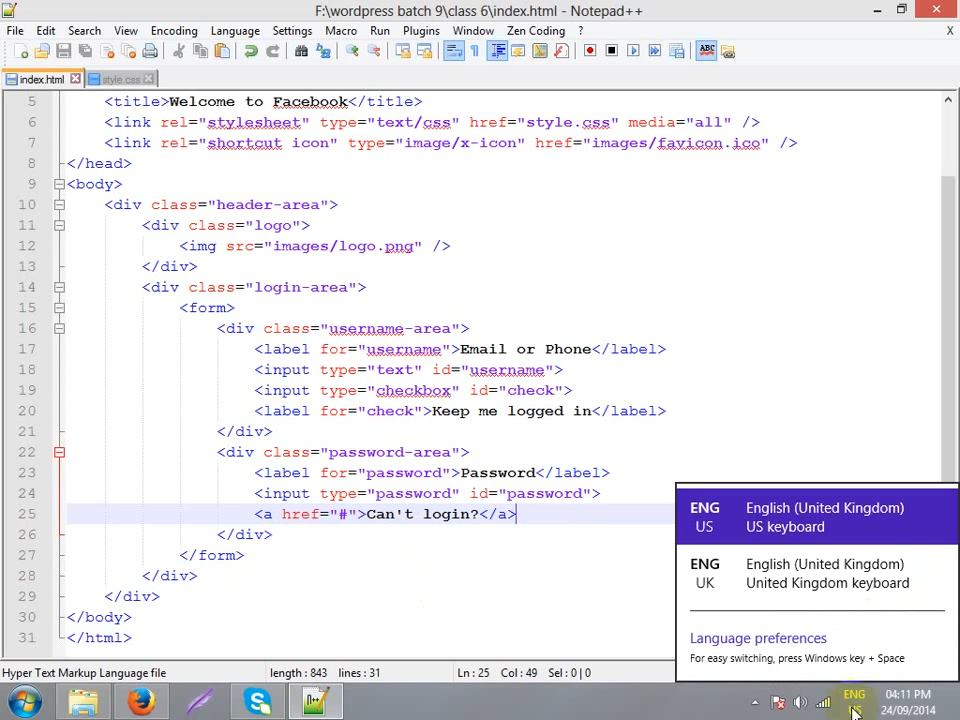 F:\wordpress batch 9\class 6\index.html - Notepad++
File Edit Search View Encoding Language Settings Macro Run Plugins Window Zen Coding ? X
index.html style.css
5 <title>Welcome to Facebook</title>
6 <link rel="stylesheet" type="text/css" href="style.css" media="all" />
7 <link rel="shortcut icon" type="image/x-icon" href="images/favicon.ico" />
8 </head>
9 <body>
10 <div class="header-area">
11 <div class="logo">
12 <img src="images/logo.png" />
13 </div>
14 <div class="login-area">
15 <form>
16 <div class="username-area">
17 <label for="username">Email or Phone</label>
18 <input type="text" id="username">
19 <input type="checkbox" id="check">
20 <label for="check">Keep me logged in</label>
21 </div>
22 <div class="password-area">
23 <label for="password">Password</label>
24 <input type="password" id="password">
25 <a href="#">Can't login?</a>
26 </div>
27 </form>
28 </div>
29 </div>
30 </body>
31 </html>
ENG English (United Kingdom)
US US keyboard
ENG English (United Kingdom)
UK United Kingdom keyboard
Language preferences
For easy switching, press Windows key + Space
Hyper Text Markup Language file length : 843 lines : 31 Ln : 25 Col : 49 Sel : 0 | 0
ENG 04:11 PM
US 24/09/2014